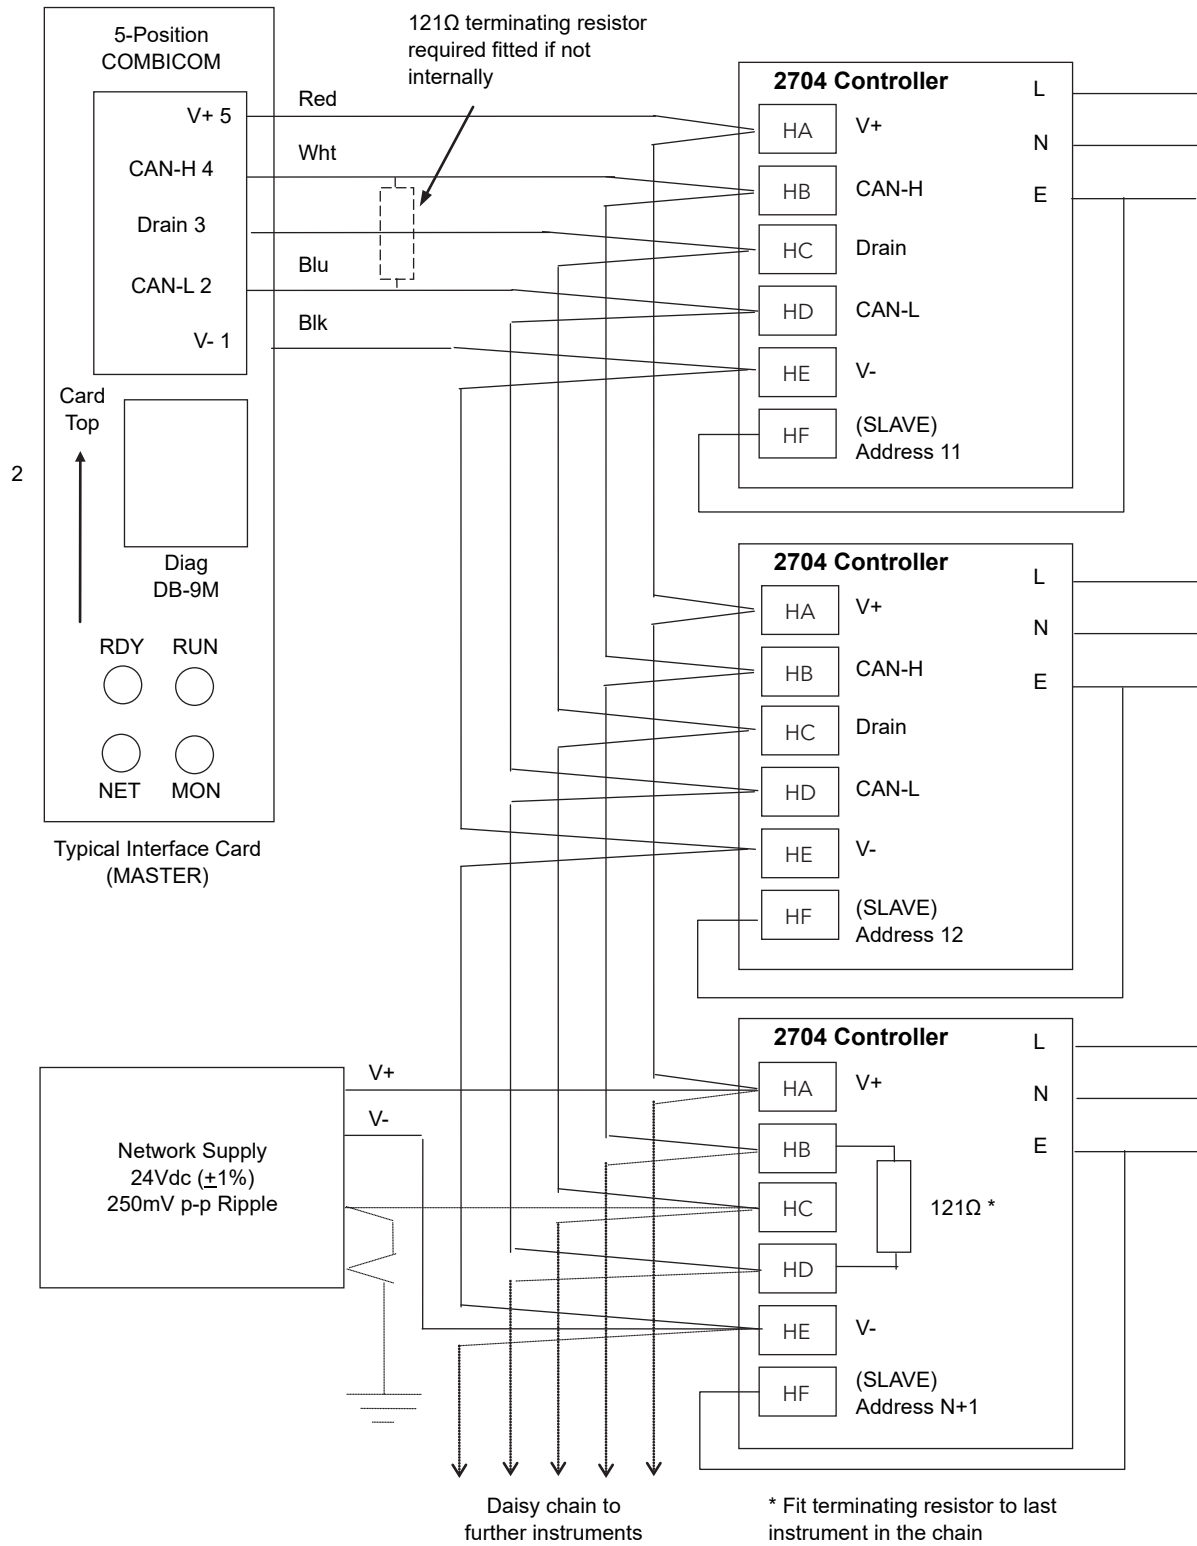 5-Position
COMBICOM
V+ 5
CAN-H 4
Drain 3
CAN-L 2
V- 1
Card
Top
2
Diag
DB-9M
RDY
RUN
NET
MON
Typical Interface Card
(MASTER)
Red
Wht
Blu
Blk
121Ω terminating resistor
required fitted if not
internally
2704 Controller
HA
V+
HB
CAN-H
HC
Drain
HD
CAN-L
HE
V-
HF
(SLAVE)
Address 11
L
N
E
2704 Controller
HA
V+
HB
CAN-H
HC
Drain
HD
CAN-L
HE
V-
HF
(SLAVE)
Address 12
L
N
E
Network Supply
24Vdc (±1%)
250mV p-p Ripple
V+
V-
2704 Controller
HA
V+
HB
HC
121Ω *
HD
HE
V-
HF
(SLAVE)
Address N+1
L
N
E
Daisy chain to
further instruments
* Fit terminating resistor to last
instrument in the chain